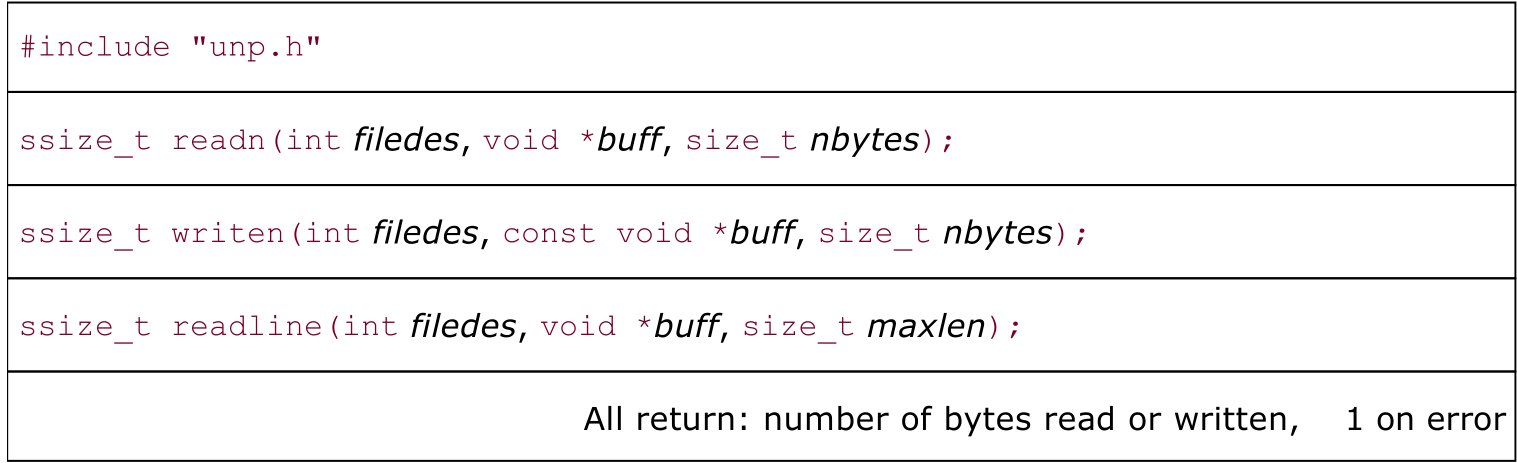 #include "unp.h"
ssize_t readn(int filedes, void *buff, size_t nbytes);
ssize_t writen(int filedes, const void *buff, size_t nbytes);
ssize_t readline(int filedes, void *buff, size_t maxlen);
All return: number of bytes read or written, 1 on error